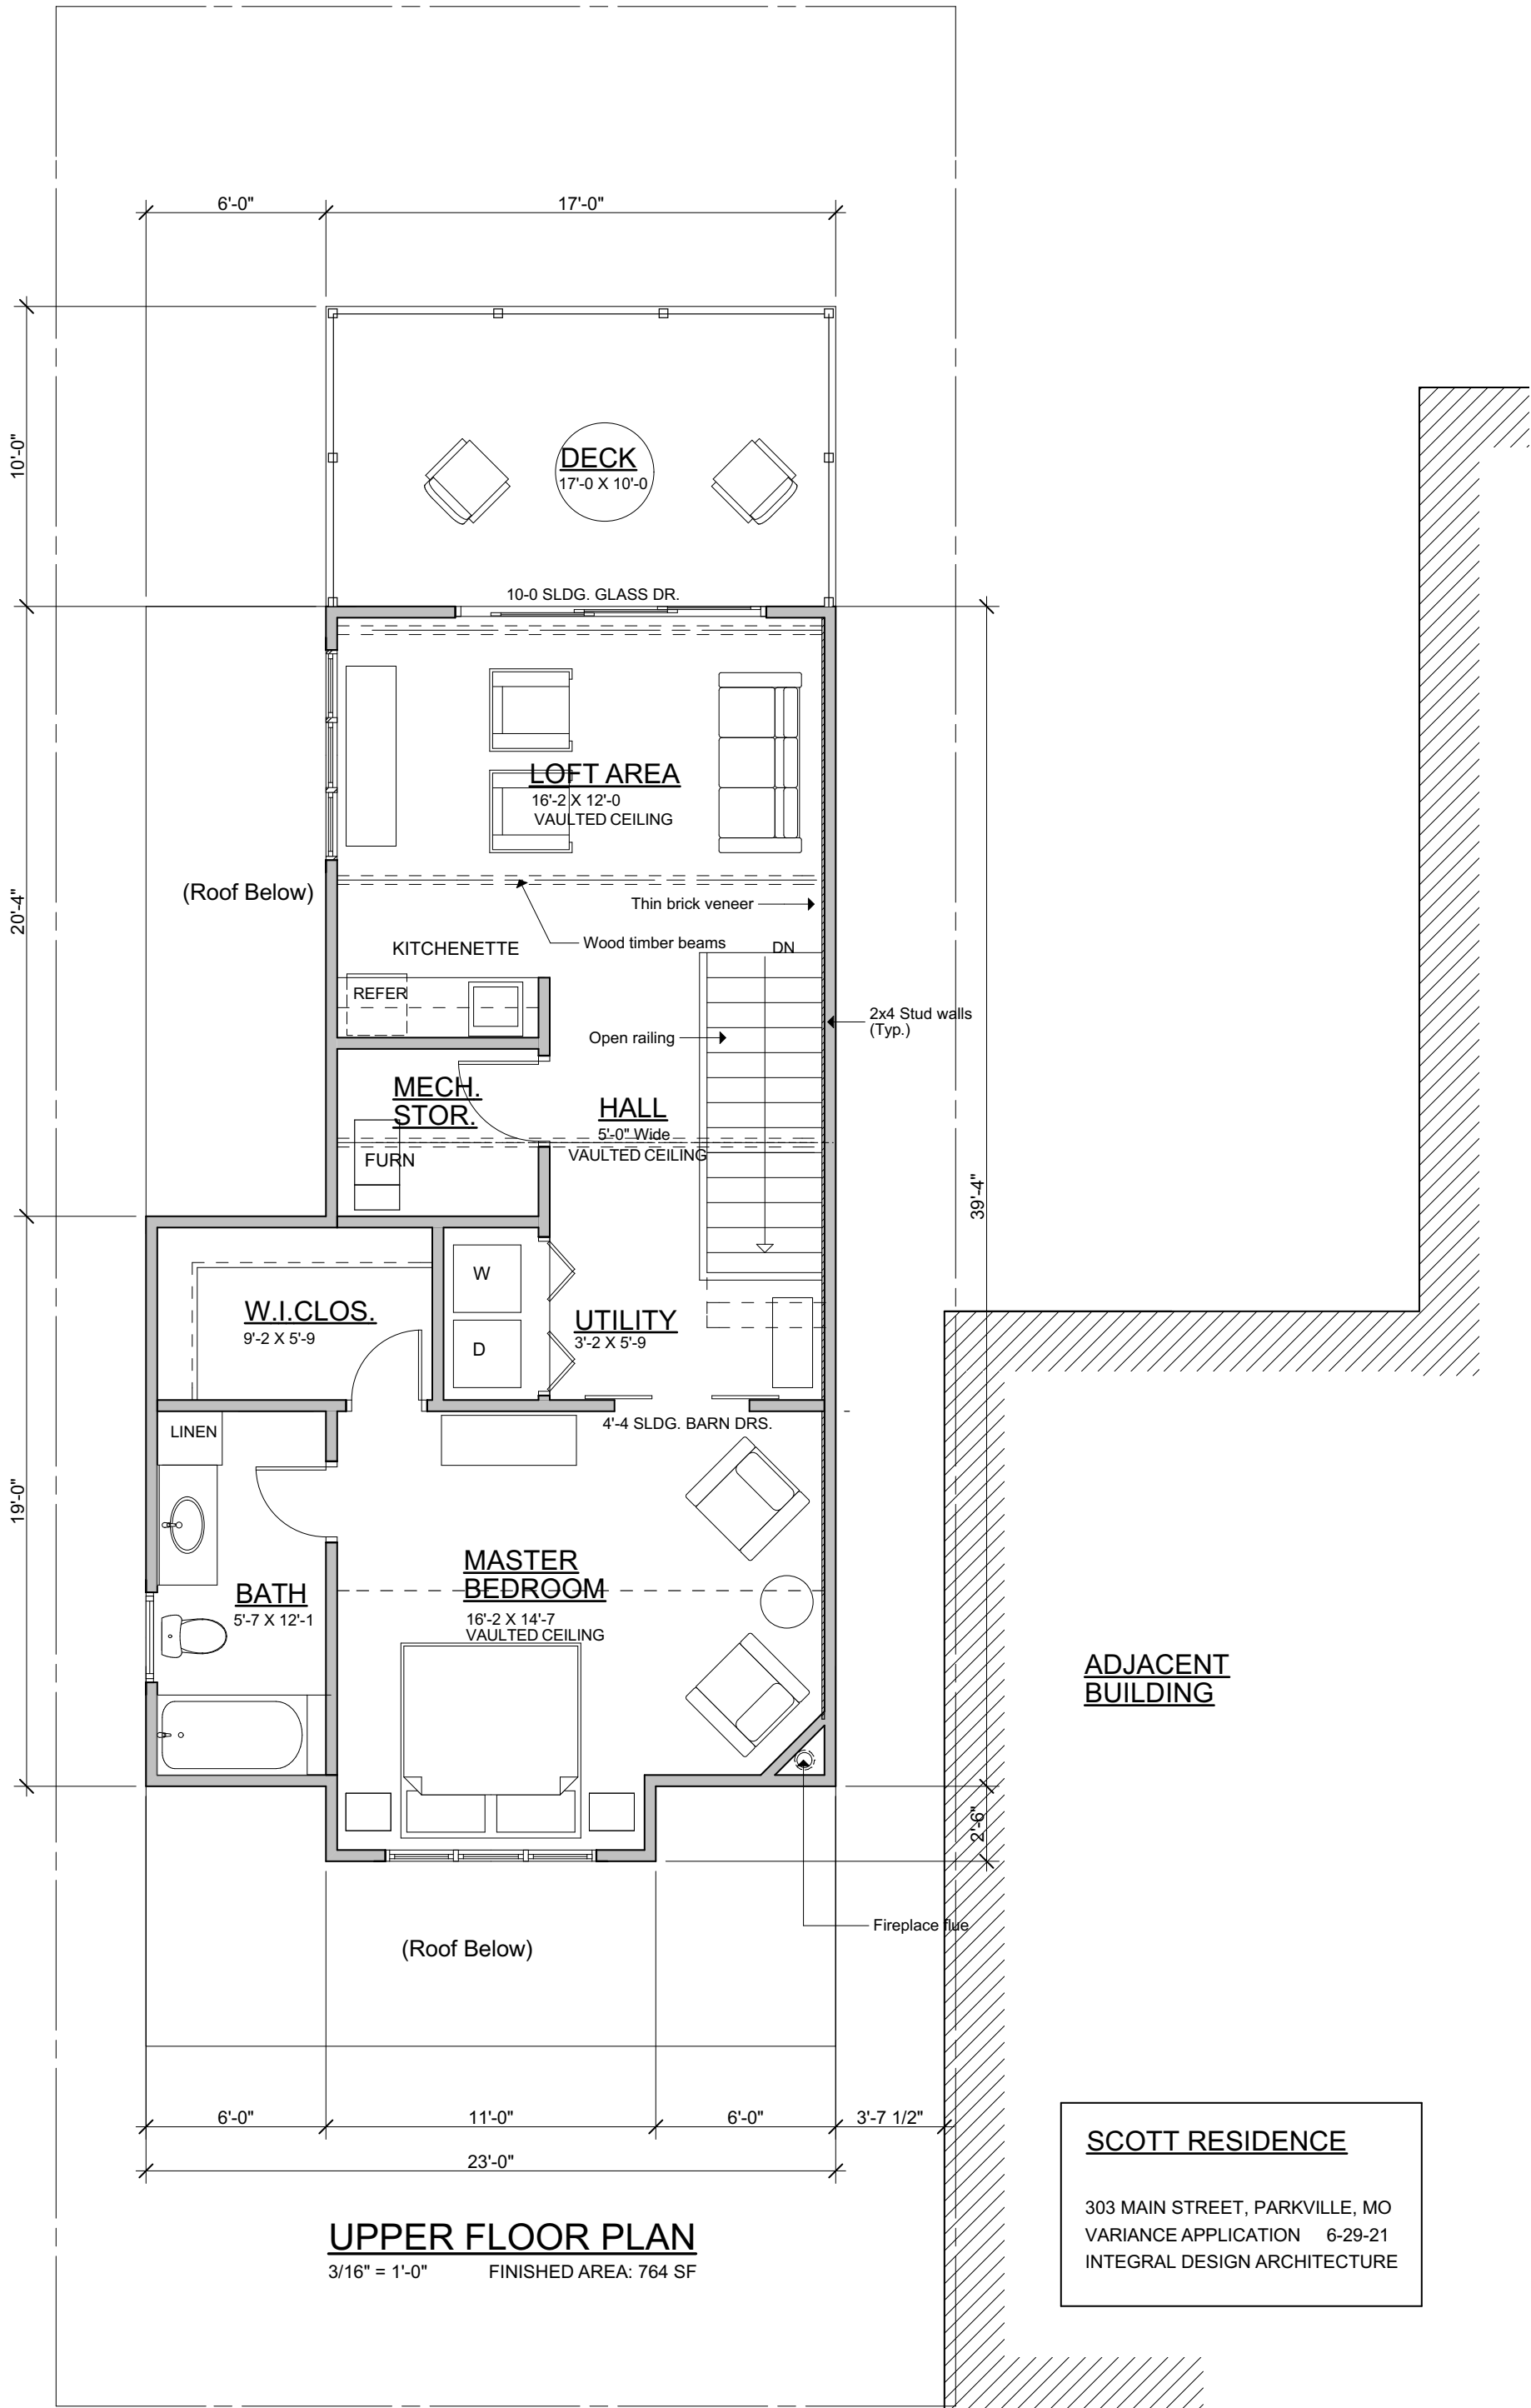 6'-0"
17'-0"
10'-0"
DECK
17'-0 X 10'-0
10-0 SLDG. GLASS DR.
LOFT AREA
16'-2 X 12'-0
VAULTED CEILING
(Roof Below)
20'-4"
Thin brick veneer
Wood timber beams
KITCHENETTE
DN
REFER
2x4 Stud walls
(Typ.)
Open railing
MECH.
STOR.
HALL
5'-0" Wide
VAULTED CEILING
FURN
39'-4"
W
W.I.CLOS.
9'-2 X 5'-9
UTILITY
3'-2 X 5'-9
D
4'-4 SLDG. BARN DRS.
LINEN
19'-0"
MASTER
BEDROOM
16'-2 X 14'-7
VAULTED CEILING
BATH
5'-7 X 12'-1
ADJACENT
BUILDING
2'-6"
Fireplace flue
(Roof Below)
6'-0"
11'-0"
6'-0"
3'-7 1/2"
23'-0"
UPPER FLOOR PLAN
3/16" = 1'-0" FINISHED AREA: 764 SF
SCOTT RESIDENCE
303 MAIN STREET, PARKVILLE, MO
VARIANCE APPLICATION 6-29-21
INTEGRAL DESIGN ARCHITECTURE